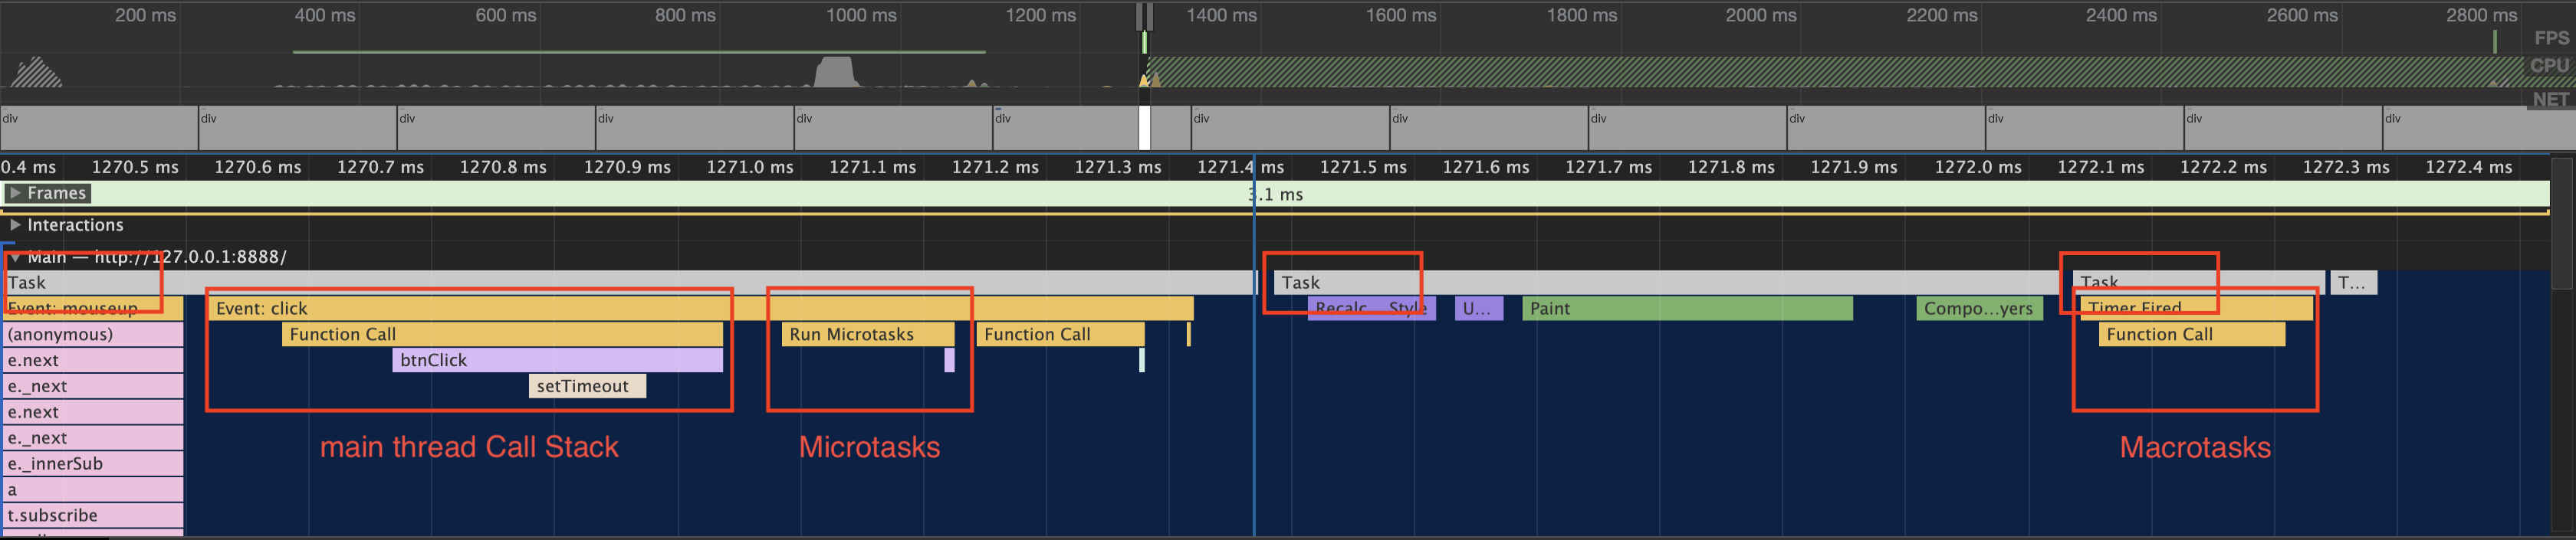 200 ms 400 ms 600 ms 800 ms 1000 ms 1200 ms 1400 ms 1600 ms 1800 ms 2000 ms 2200 ms 2400 ms 2600 ms 2800 ms
FPS
CPU
NET
div div div div div div div div div div div div div
0.4 ms 1270.5 ms 1270.6 ms 1270.7 ms 1270.8 ms 1270.9 ms 1271.0 ms 1271.1 ms 1271.2 ms 1271.3 ms 1271.4 ms 1271.5 ms 1271.6 ms 1271.7 ms 1271.8 ms 1271.9 ms 1272.0 ms 1272.1 ms 1272.2 ms 1272.3 ms 1272.4 ms
Frames 3.1 ms
Interactions
Main — http://127.0.0.1:8888/
Task Task Task T...
Event: mouseup Event: click Recalc...Style U... Paint Compo...yers Timer Fired
(anonymous) Function Call Run Microtasks Function Call Function Call
e.next btnClick
e._next setTimeout
e.next
e._next main thread Call Stack Microtasks Macrotasks
e._innerSub
a
t.subscribe